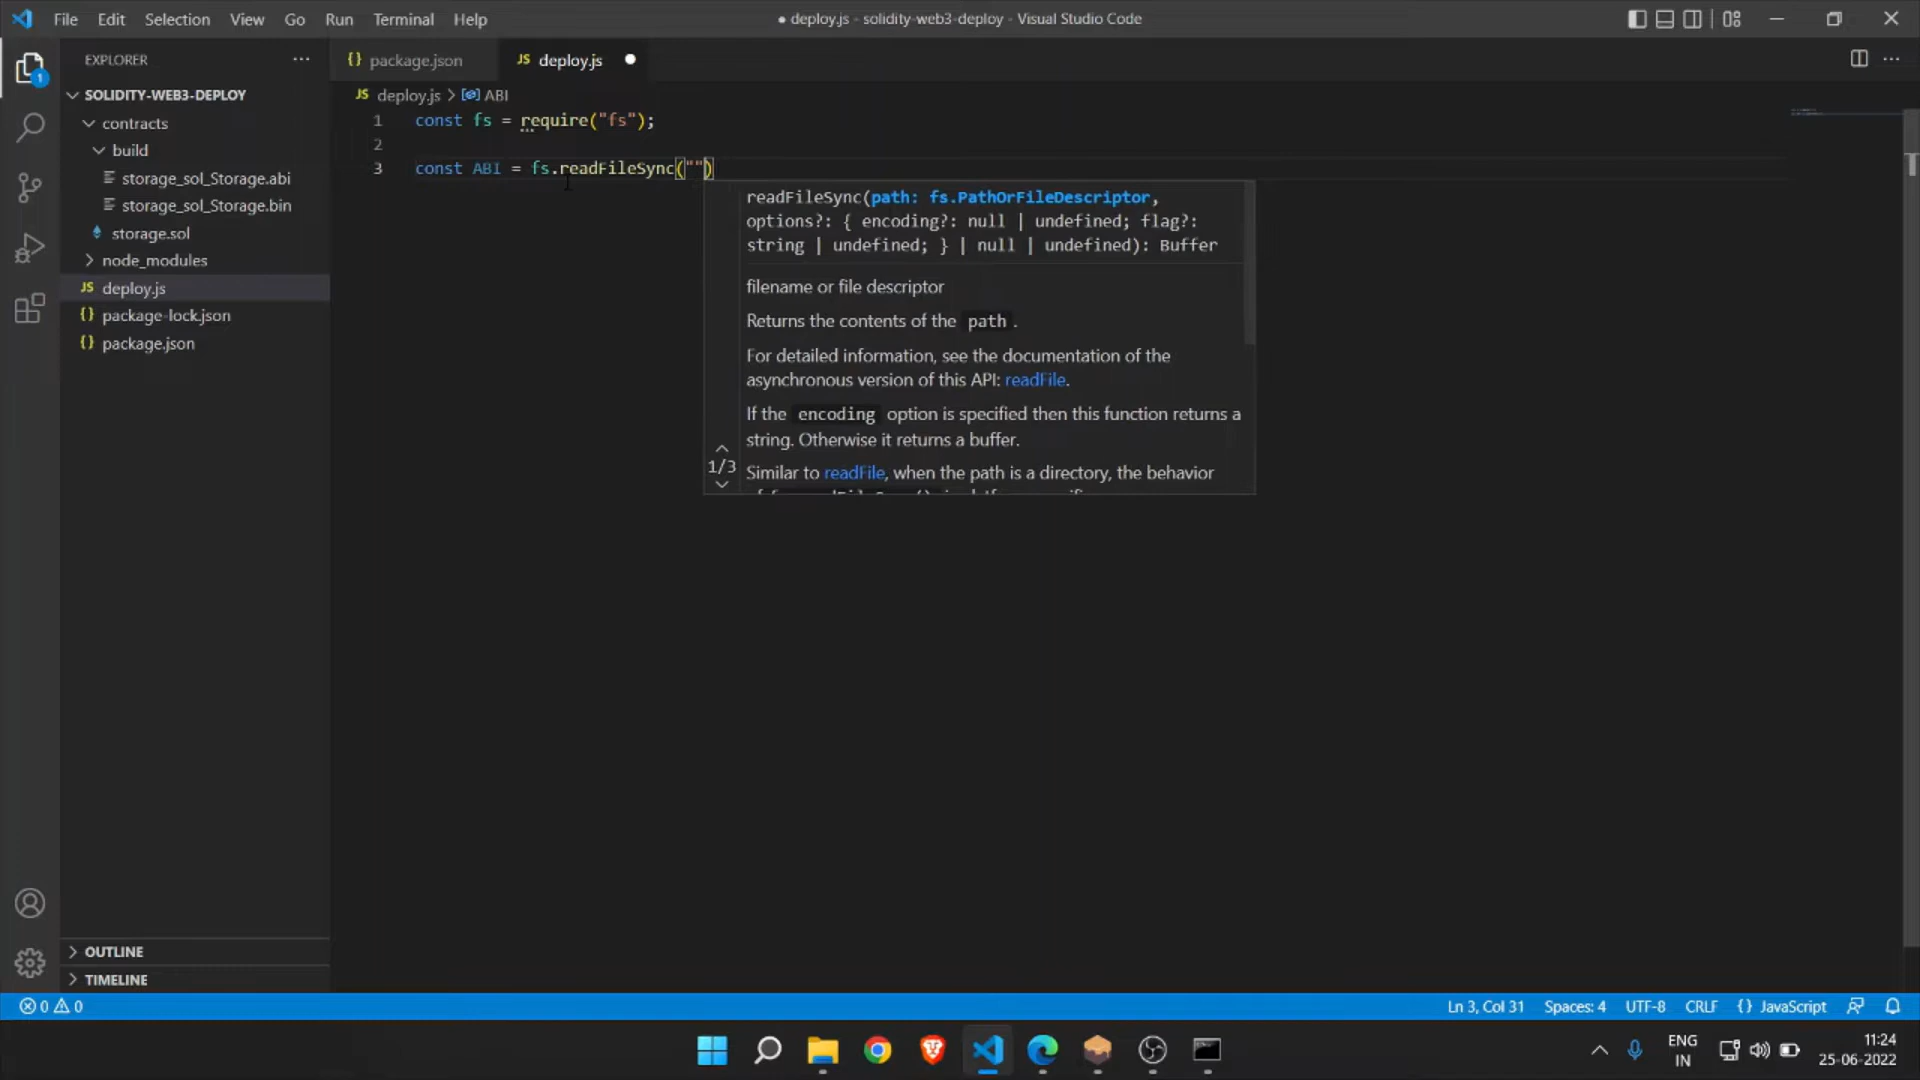 File Edit Selection View Go Run Terminal Help
● deploy.js - solidity-web3-deploy - Visual Studio Code
EXPLORER
SOLIDITY-WEB3-DEPLOY
contracts
build
storage_sol_Storage.abi
storage_sol_Storage.bin
storage.sol
node_modules
JS deploy.js
{} package-lock.json
{} package.json
OUTLINE
TIMELINE
1
{} package.json
JS deploy.js
JS deploy.js > ABI
1 const fs = require("fs");
2
3 const ABI = fs.readFileSync("")
readFileSync(path: fs.PathOrFileDescriptor,
options?: { encoding?: null | undefined; flag?:
string | undefined; } | null | undefined): Buffer
filename or file descriptor
Returns the contents of the path .
For detailed information, see the documentation of the
asynchronous version of this API: readFile.
If the encoding option is specified then this function returns a
string. Otherwise it returns a buffer.
1/3
Similar to readFile, when the path is a directory, the behavior
0 0
Ln 3, Col 31 Spaces: 4 UTF-8 CRLF {} JavaScript
ENG
IN
11:24
25-06-2022